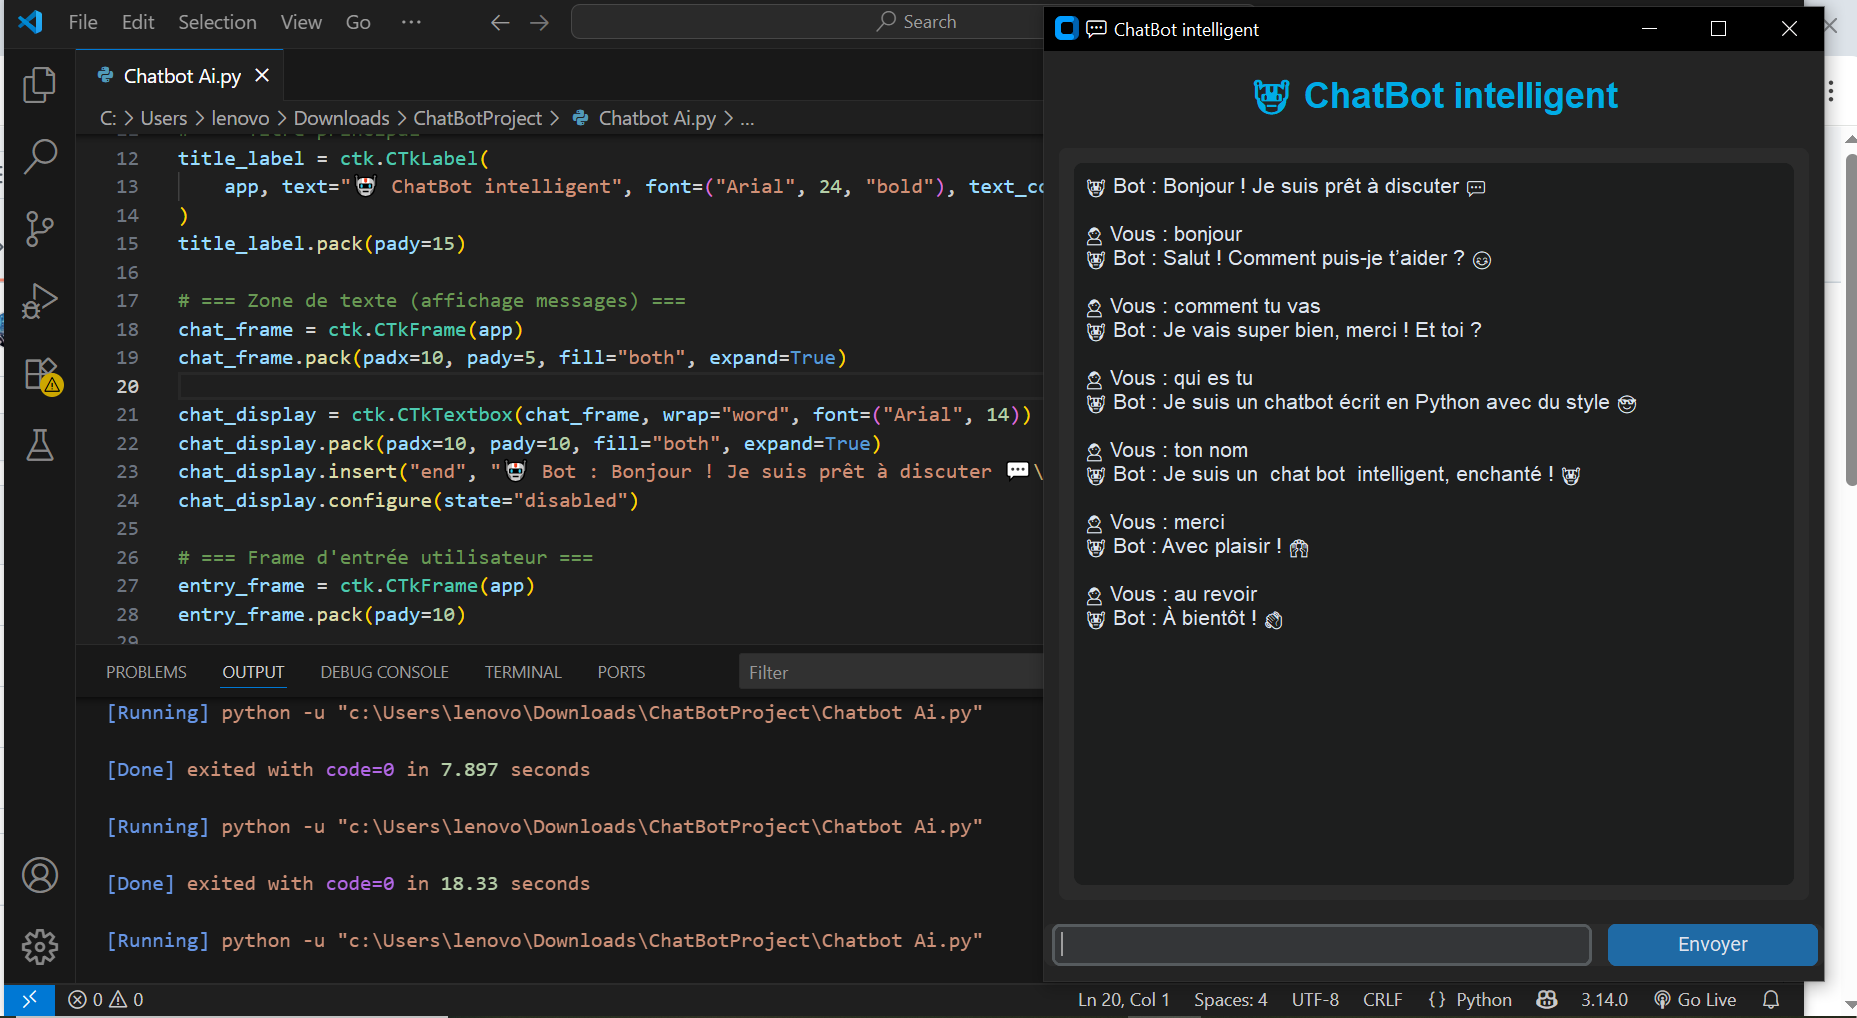 File Edit Selection View Go ··· Search
Chatbot Ai.py
C: > Users > lenovo > Downloads > ChatBotProject > Chatbot Ai.py > ...
12 title_label = ctk.CTkLabel(
13 app, text="🤖 ChatBot intelligent", font=("Arial", 24, "bold"), text_co
14 )
15 title_label.pack(pady=15)
16
17 # === Zone de texte (affichage messages) ===
18 chat_frame = ctk.CTkFrame(app)
19 chat_frame.pack(padx=10, pady=5, fill="both", expand=True)
20
21 chat_display = ctk.CTkTextbox(chat_frame, wrap="word", font=("Arial", 14))
22 chat_display.pack(padx=10, pady=10, fill="both", expand=True)
23 chat_display.insert("end", "🤖 Bot : Bonjour ! Je suis prêt à discuter 💬\
24 chat_display.configure(state="disabled")
25
26 # === Frame d'entrée utilisateur ===
27 entry_frame = ctk.CTkFrame(app)
28 entry_frame.pack(pady=10)
29
PROBLEMS OUTPUT DEBUG CONSOLE TERMINAL PORTS Filter
[Running] python -u "c:\Users\lenovo\Downloads\ChatBotProject\Chatbot Ai.py"
[Done] exited with code=0 in 7.897 seconds
[Running] python -u "c:\Users\lenovo\Downloads\ChatBotProject\Chatbot Ai.py"
[Done] exited with code=0 in 18.33 seconds
[Running] python -u "c:\Users\lenovo\Downloads\ChatBotProject\Chatbot Ai.py"
💬 ChatBot intelligent
🤖 ChatBot intelligent
🤖 Bot : Bonjour ! Je suis prêt à discuter 💬
👤 Vous : bonjour
🤖 Bot : Salut ! Comment puis-je t’aider ? 😊
👤 Vous : comment tu vas
🤖 Bot : Je vais super bien, merci ! Et toi ?
👤 Vous : qui es tu
🤖 Bot : Je suis un chatbot écrit en Python avec du style 😎
👤 Vous : ton nom
🤖 Bot : Je suis un  chat bot  intelligent, enchanté ! 🤖
👤 Vous : merci
🤖 Bot : Avec plaisir ! 🙌
👤 Vous : au revoir
🤖 Bot : À bientôt ! 👋
Envoyer
0 0 Ln 20, Col 1 Spaces: 4 UTF-8 CRLF {} Python 3.14.0 Go Live